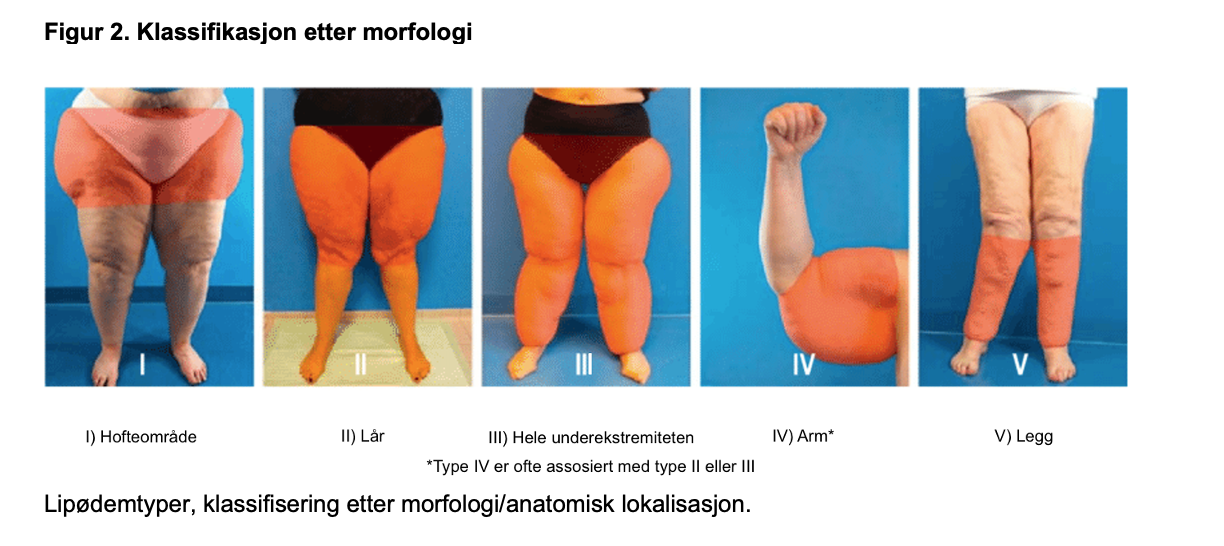 Figur 2. Klassifikasjon etter morfologi
I II III IV V
I) Hofteområde II) Lår III) Hele underekstremiteten IV) Arm* V) Legg
*Type IV er ofte assosiert med type II eller III
Lipødemtyper, klassifisering etter morfologi/anatomisk lokalisasjon.